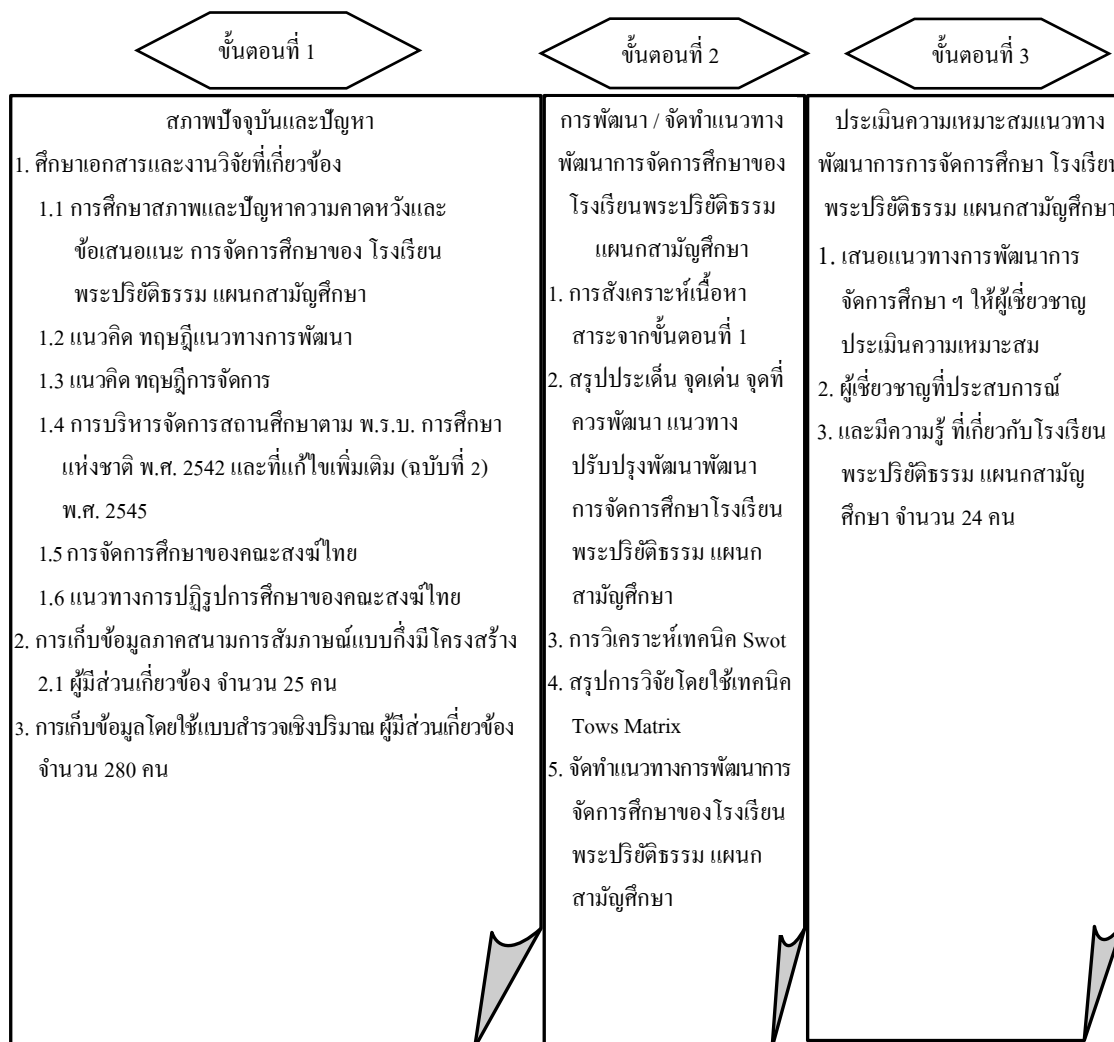 ขั้นตอนที่ 1
ขั้นตอนที่ 2
ขั้นตอนที่ 3
สภาพปัจจุบันและปัญหา
1. ศึกษาเอกสารและงานวิจัยที่เกี่ยวข้อง
1.1 การศึกษาสภาพและปัญหาความคาดหวังและ
ข้อเสนอแนะ การจัดการศึกษาของ โรงเรียน
พระปริยัติธรรม แผนกสามัญศึกษา
1.2 แนวคิด ทฤษฎีแนวทางการพัฒนา
1.3 แนวคิด ทฤษฎีการจัดการ
1.4 การบริหารจัดการสถานศึกษาตาม พ.ร.บ. การศึกษา
แห่งชาติ พ.ศ. 2542 และที่แก้ไขเพิ่มเติม (ฉบับที่ 2)
พ.ศ. 2545
1.5 การจัดการศึกษาของคณะสงฆ์ไทย
1.6 แนวทางการปฏิรูปการศึกษาของคณะสงฆ์ไทย
2. การเก็บข้อมูลภาคสนามการสัมภาษณ์แบบกึ่งมีโครงสร้าง
2.1 ผู้มีส่วนเกี่ยวข้อง จำนวน 25 คน
3. การเก็บข้อมูลโดยใช้แบบสำรวจเชิงปริมาณ ผู้มีส่วนเกี่ยวข้อง
จำนวน 280 คน
การพัฒนา / จัดทำแนวทาง
พัฒนาการจัดการศึกษาของ
โรงเรียนพระปริยัติธรรม
แผนกสามัญศึกษา
1. การสังเคราะห์เนื้อหา
สาระจากขั้นตอนที่ 1
2. สรุปประเด็น จุดเด่น จุดที่
ควรพัฒนา แนวทาง
ปรับปรุงพัฒนาพัฒนา
การจัดการศึกษาโรงเรียน
พระปริยัติธรรม แผนก
สามัญศึกษา
3. การวิเคราะห์เทคนิค Swot
4. สรุปการวิจัยโดยใช้เทคนิค
Tows Matrix
5. จัดทำแนวทางการพัฒนาการ
จัดการศึกษาของโรงเรียน
พระปริยัติธรรม แผนก
สามัญศึกษา
ประเมินความเหมาะสมแนวทาง
พัฒนาการการจัดการศึกษา โรงเรียน
พระปริยัติธรรม แผนกสามัญศึกษา
1. เสนอแนวทางการพัฒนาการ
จัดการศึกษา ฯ ให้ผู้เชี่ยวชาญ
ประเมินความเหมาะสม
2. ผู้เชี่ยวชาญที่ประสบการณ์
3. และมีความรู้ ที่เกี่ยวกับโรงเรียน
พระปริยัติธรรม แผนกสามัญ
ศึกษา จำนวน 24 คน